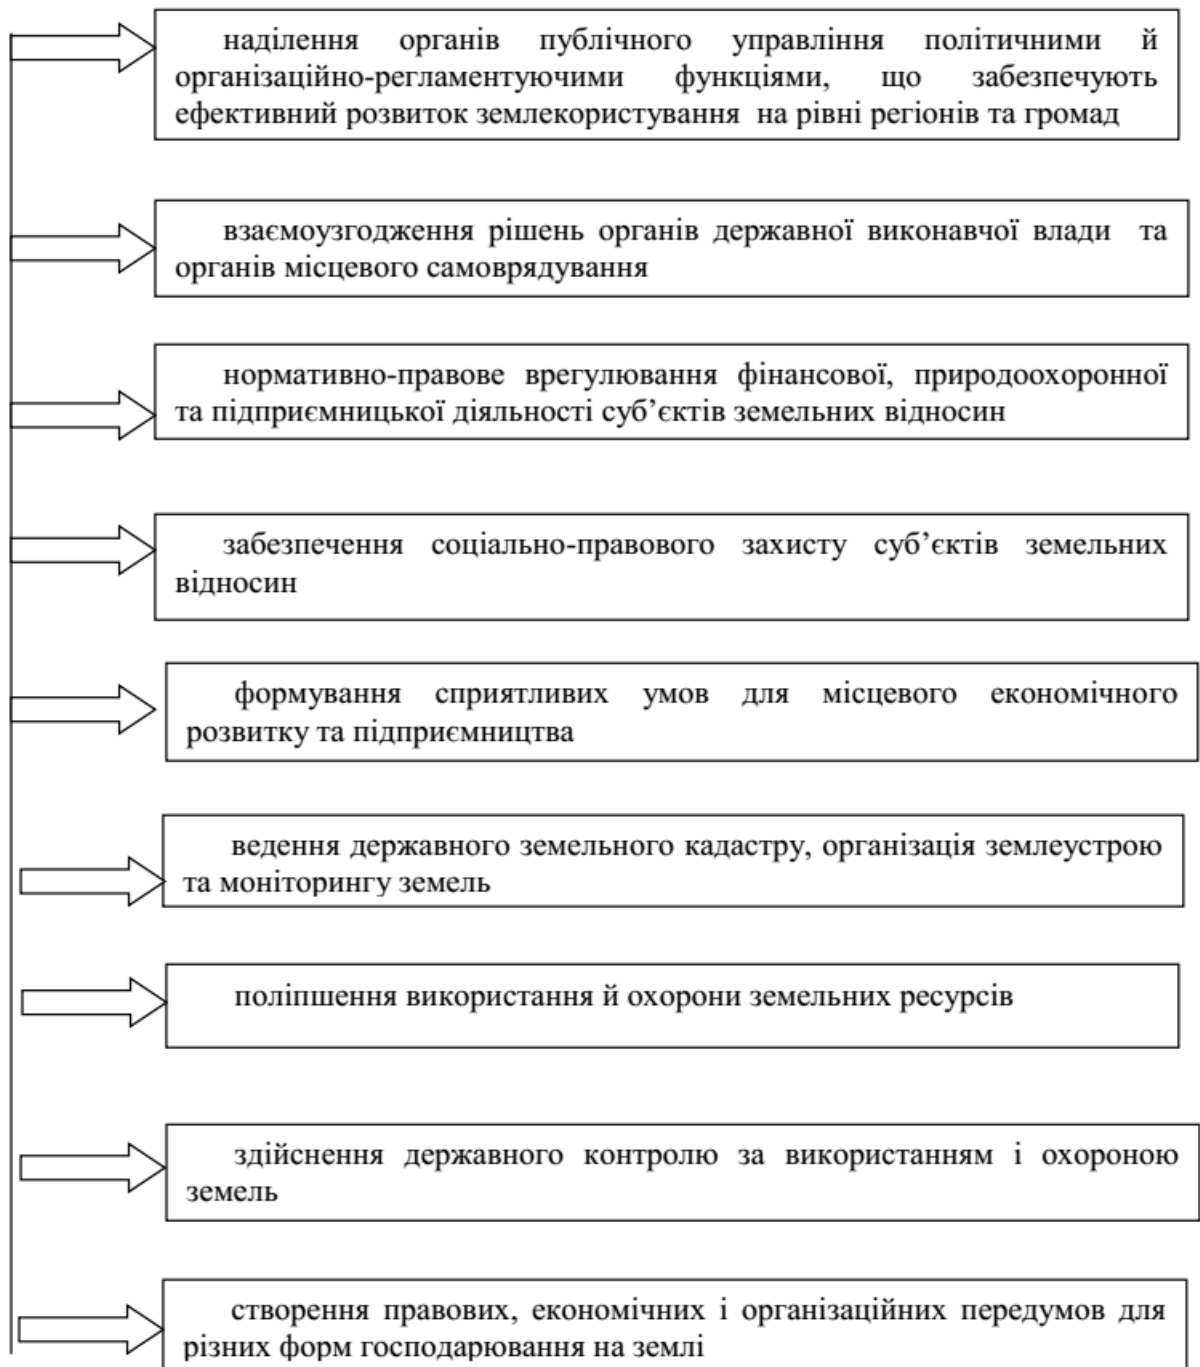 наділення органів публічного управління політичними й
організаційно-регламентуючими функціями, що забезпечують
ефективний розвиток землекористування на рівні регіонів та громад
взаємоузгодження рішень органів державної виконавчої влади та
органів місцевого самоврядування
нормативно-правове врегулювання фінансової, природоохоронної
та підприємницької діяльності суб’єктів земельних відносин
забезпечення соціально-правового захисту суб’єктів земельних
відносин
формування сприятливих умов для місцевого економічного
розвитку та підприємництва
ведення державного земельного кадастру, організація землеустрою
та моніторингу земель
поліпшення використання й охорони земельних ресурсів
здійснення державного контролю за використанням і охороною
земель
створення правових, економічних і організаційних передумов для
різних форм господарювання на землі